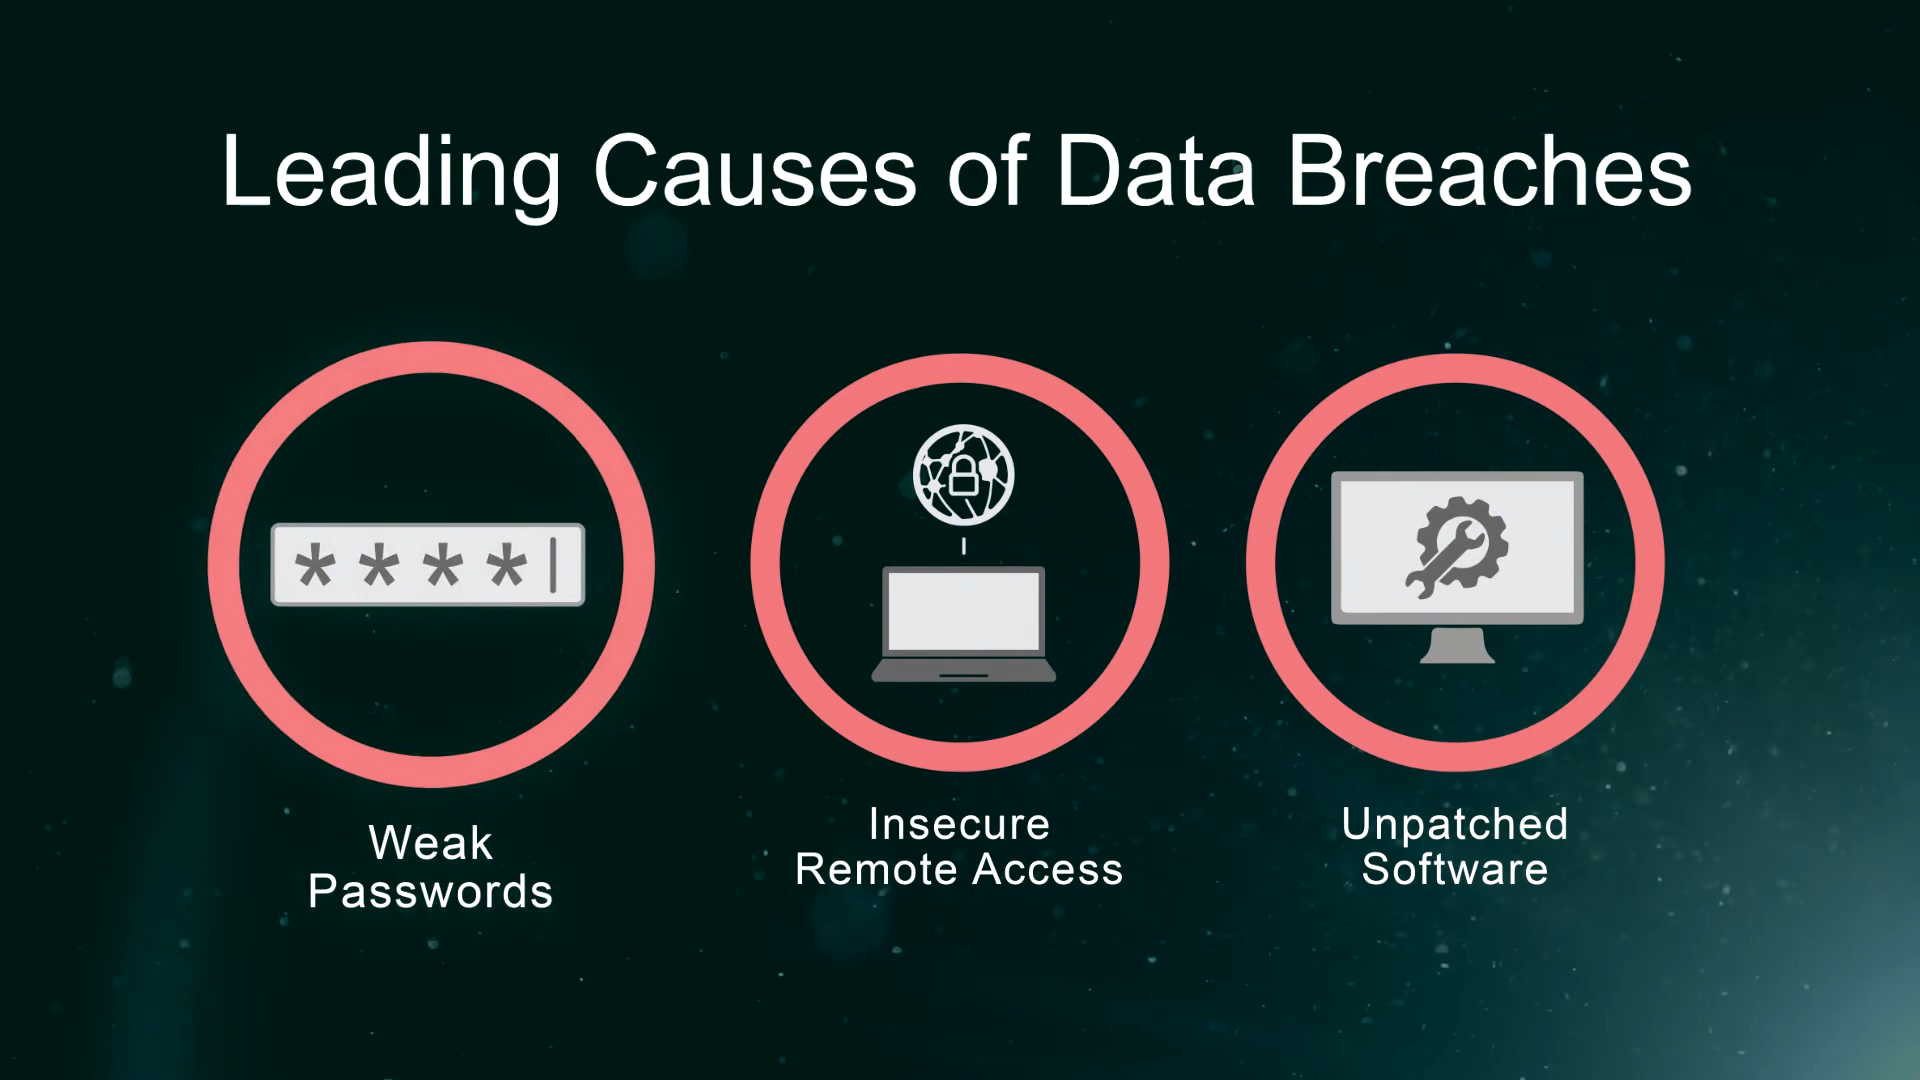 Leading Causes of Data Breaches
****|
Weak
Passwords
Insecure
Remote Access
Unpatched
Software